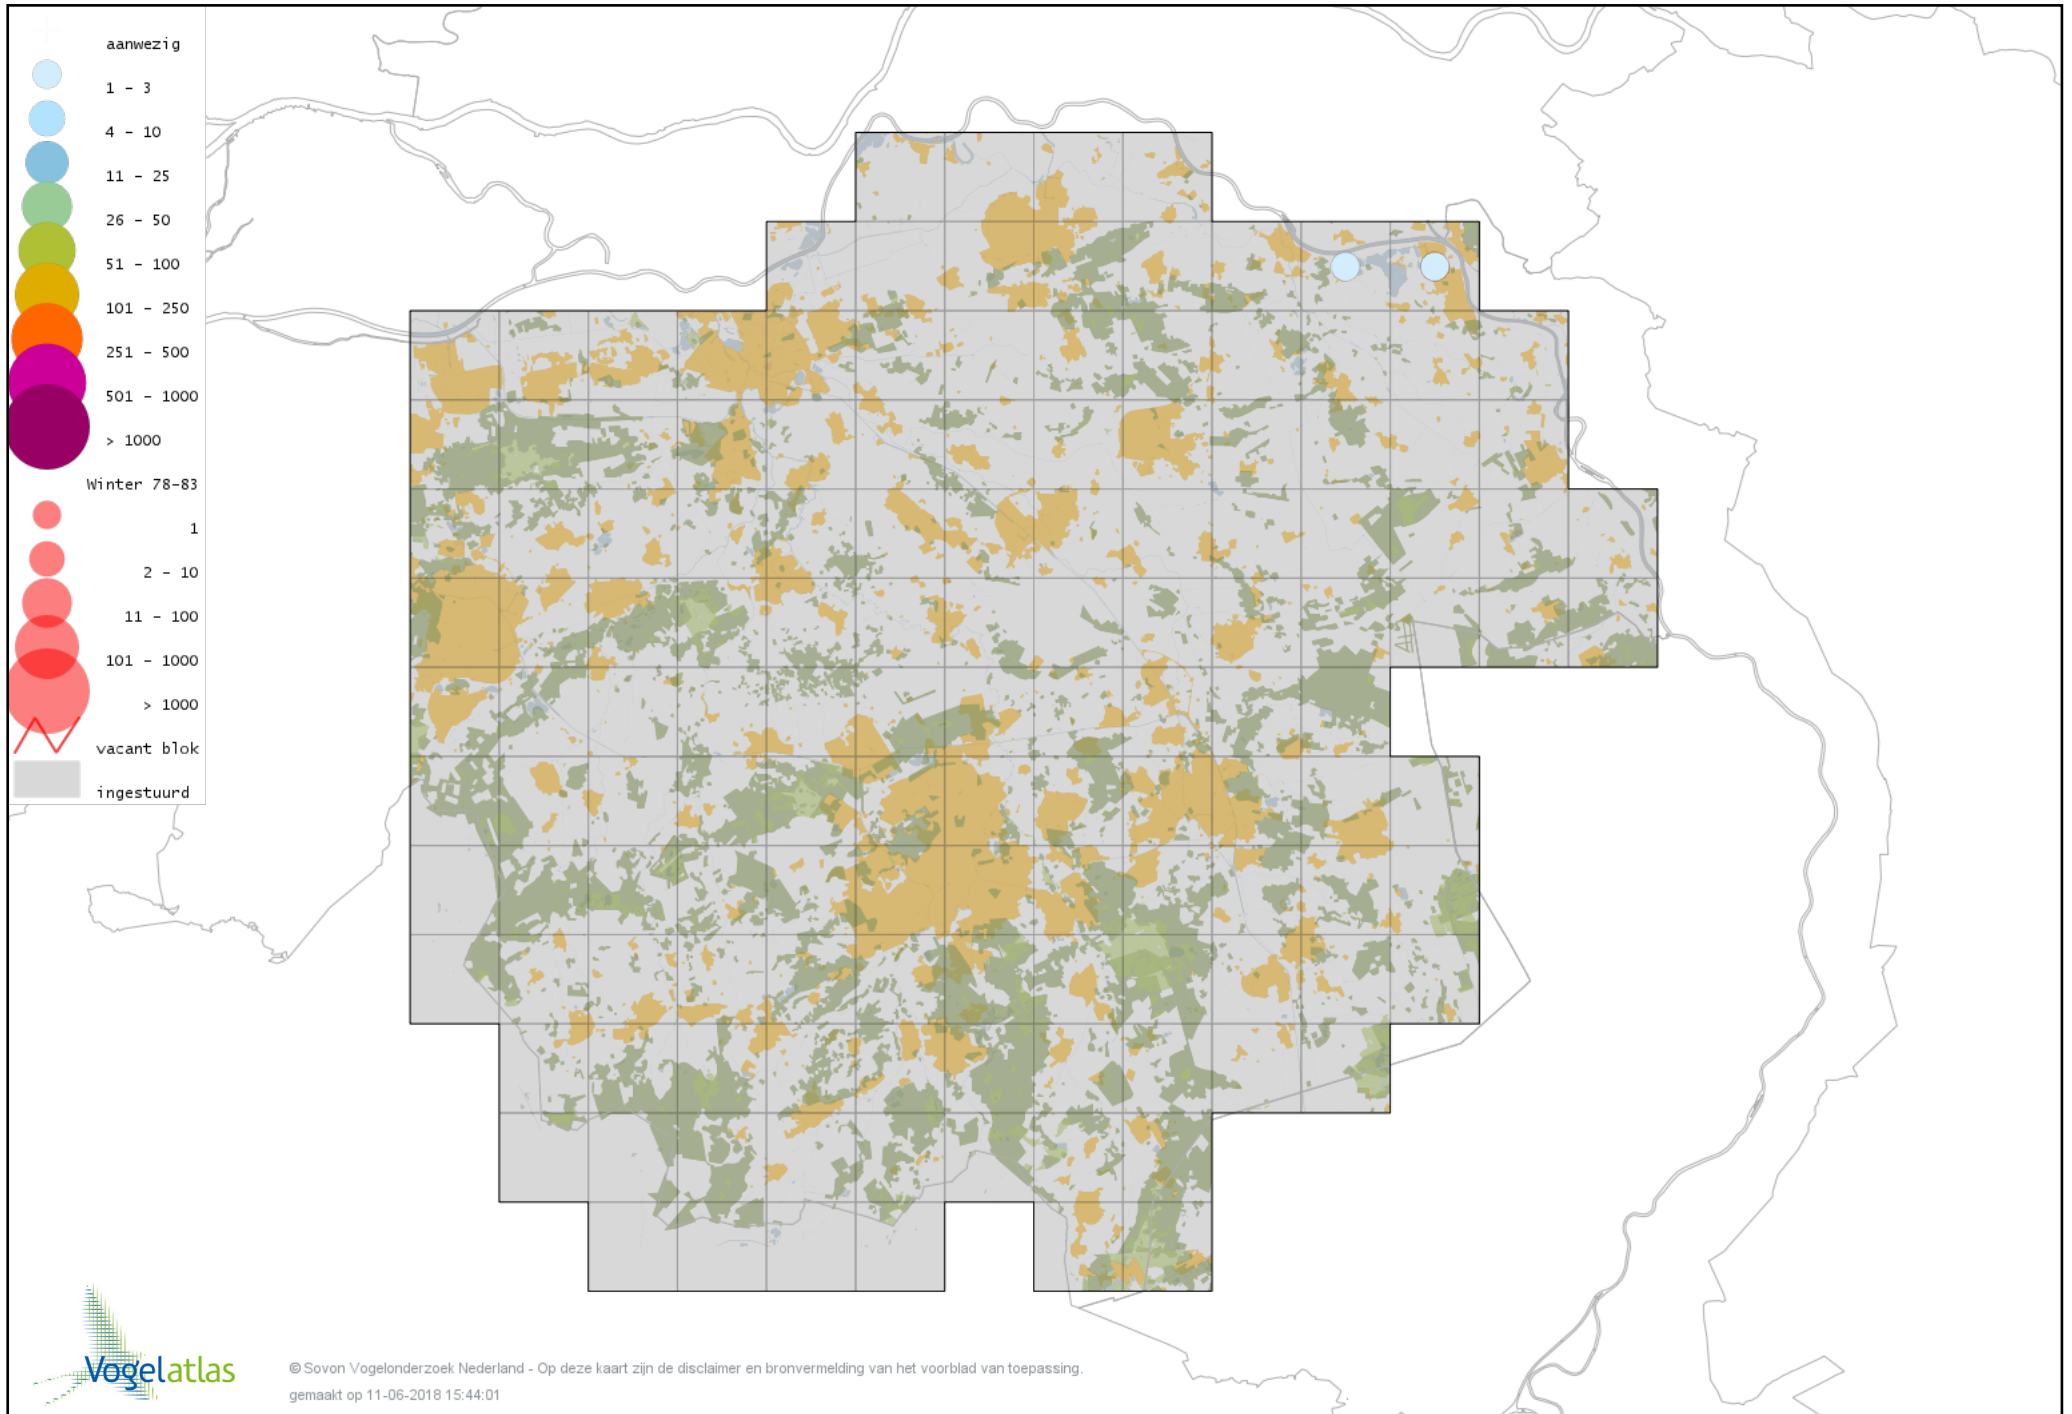 aanwezig
1 - 3
4 - 10
11 - 25
26 - 50
51 - 100
101 - 250
251 - 500
501 - 1000
> 1000
Winter 78-83
1
2 - 10
11 - 100
101 - 1000
> 1000
vacant blok
ingestuurd
Vogelatlas
© Sovon Vogelonderzoek Nederland - Op deze kaart zijn de disclaimer en bronvermelding van het voorblad van toepassing.
gemaakt op 11-06-2018 15:44:01